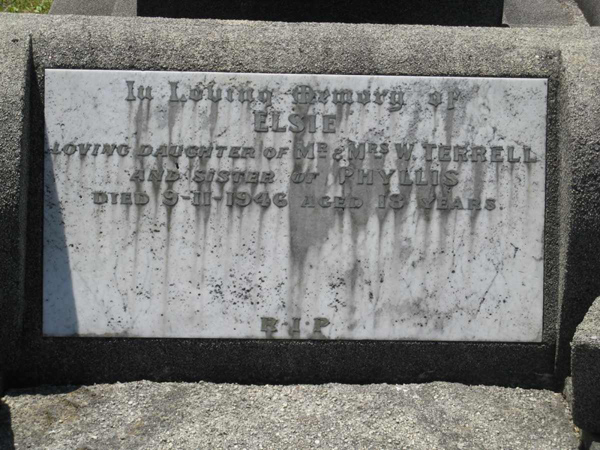 In Loving Memory of
ELSIE
LOVING DAUGHTER OF MR & MRS W. TERRELL
AND SISTER OF PHYLLIS
DIED 9-11-1946 AGED 18 YEARS.
R.I.P.